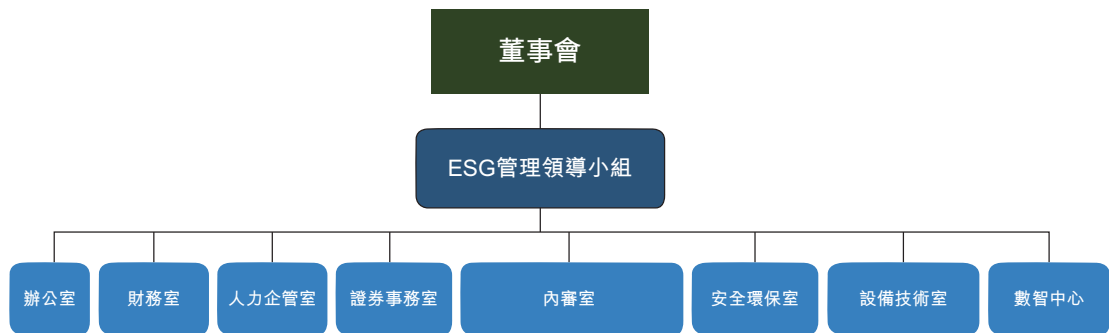 董事會
ESG管理領導小組
辦公室
財務室
人力企管室
證券事務室
內審室
安全環保室
設備技術室
數智中心